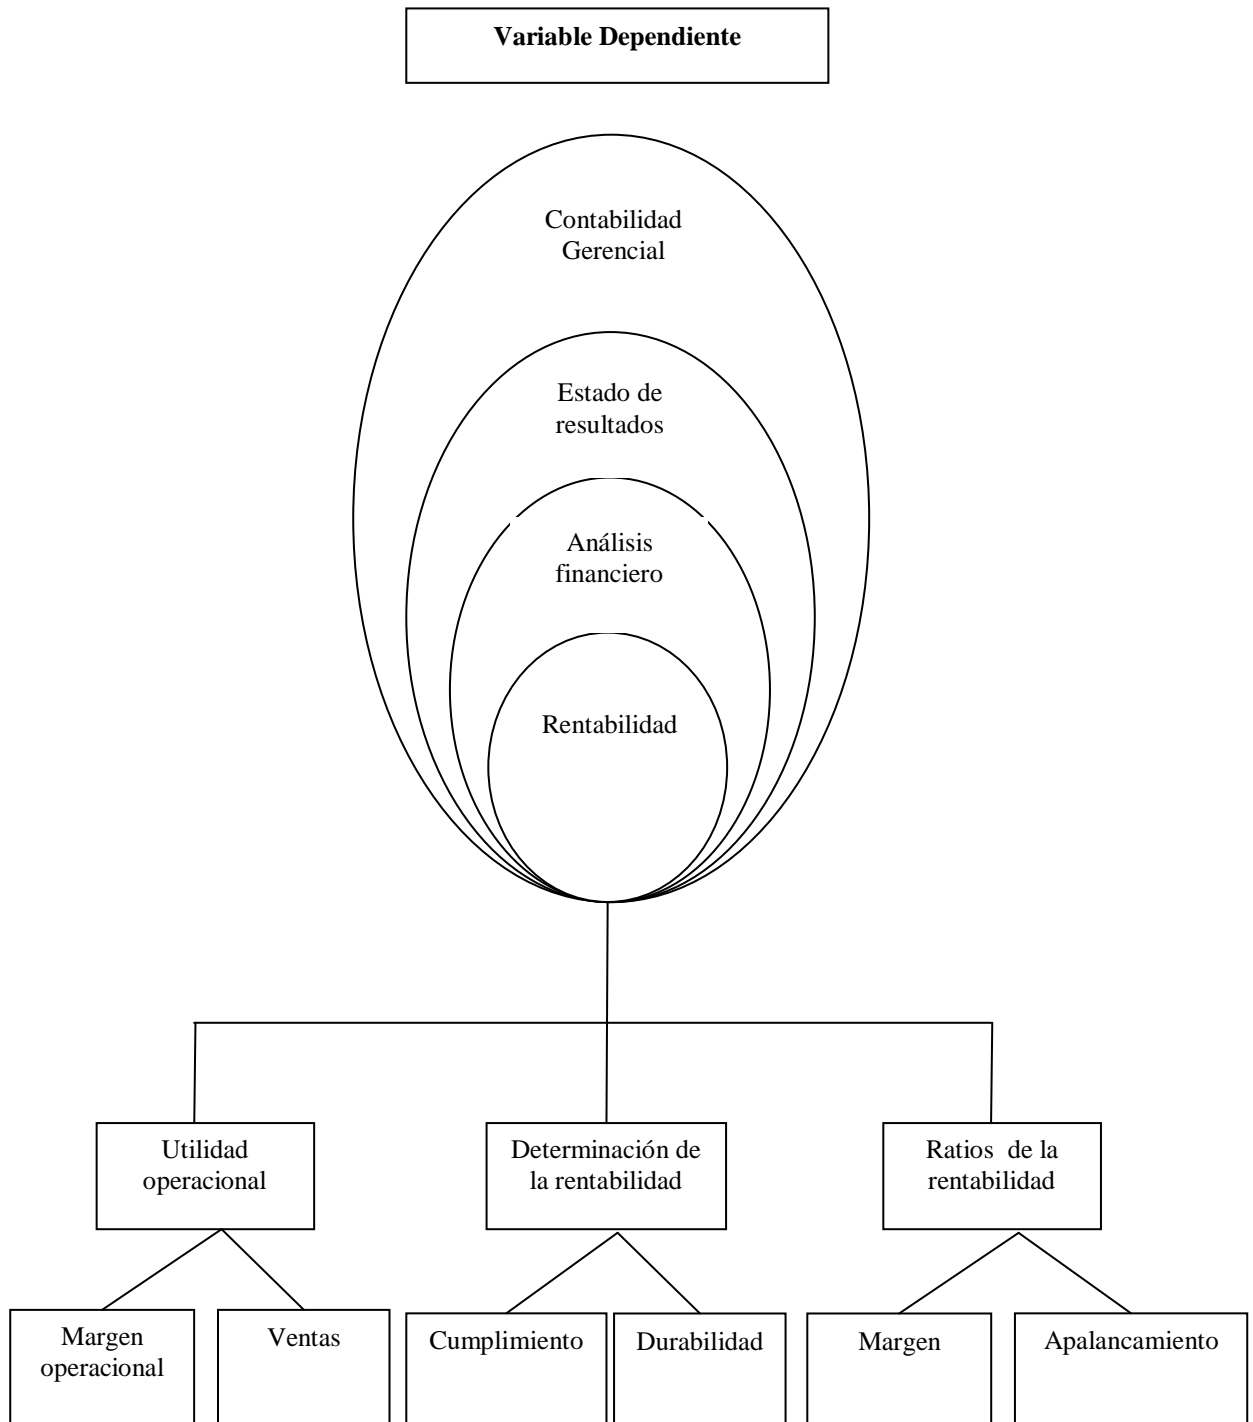 Variable Dependiente
Contabilidad
Gerencial
Estado de
resultados
Análisis
financiero
Rentabilidad
Utilidad
operacional
Determinación de
la rentabilidad
Ratios de la
rentabilidad
Margen
operacional
Ventas
Cumplimiento
Durabilidad
Margen
Apalancamiento